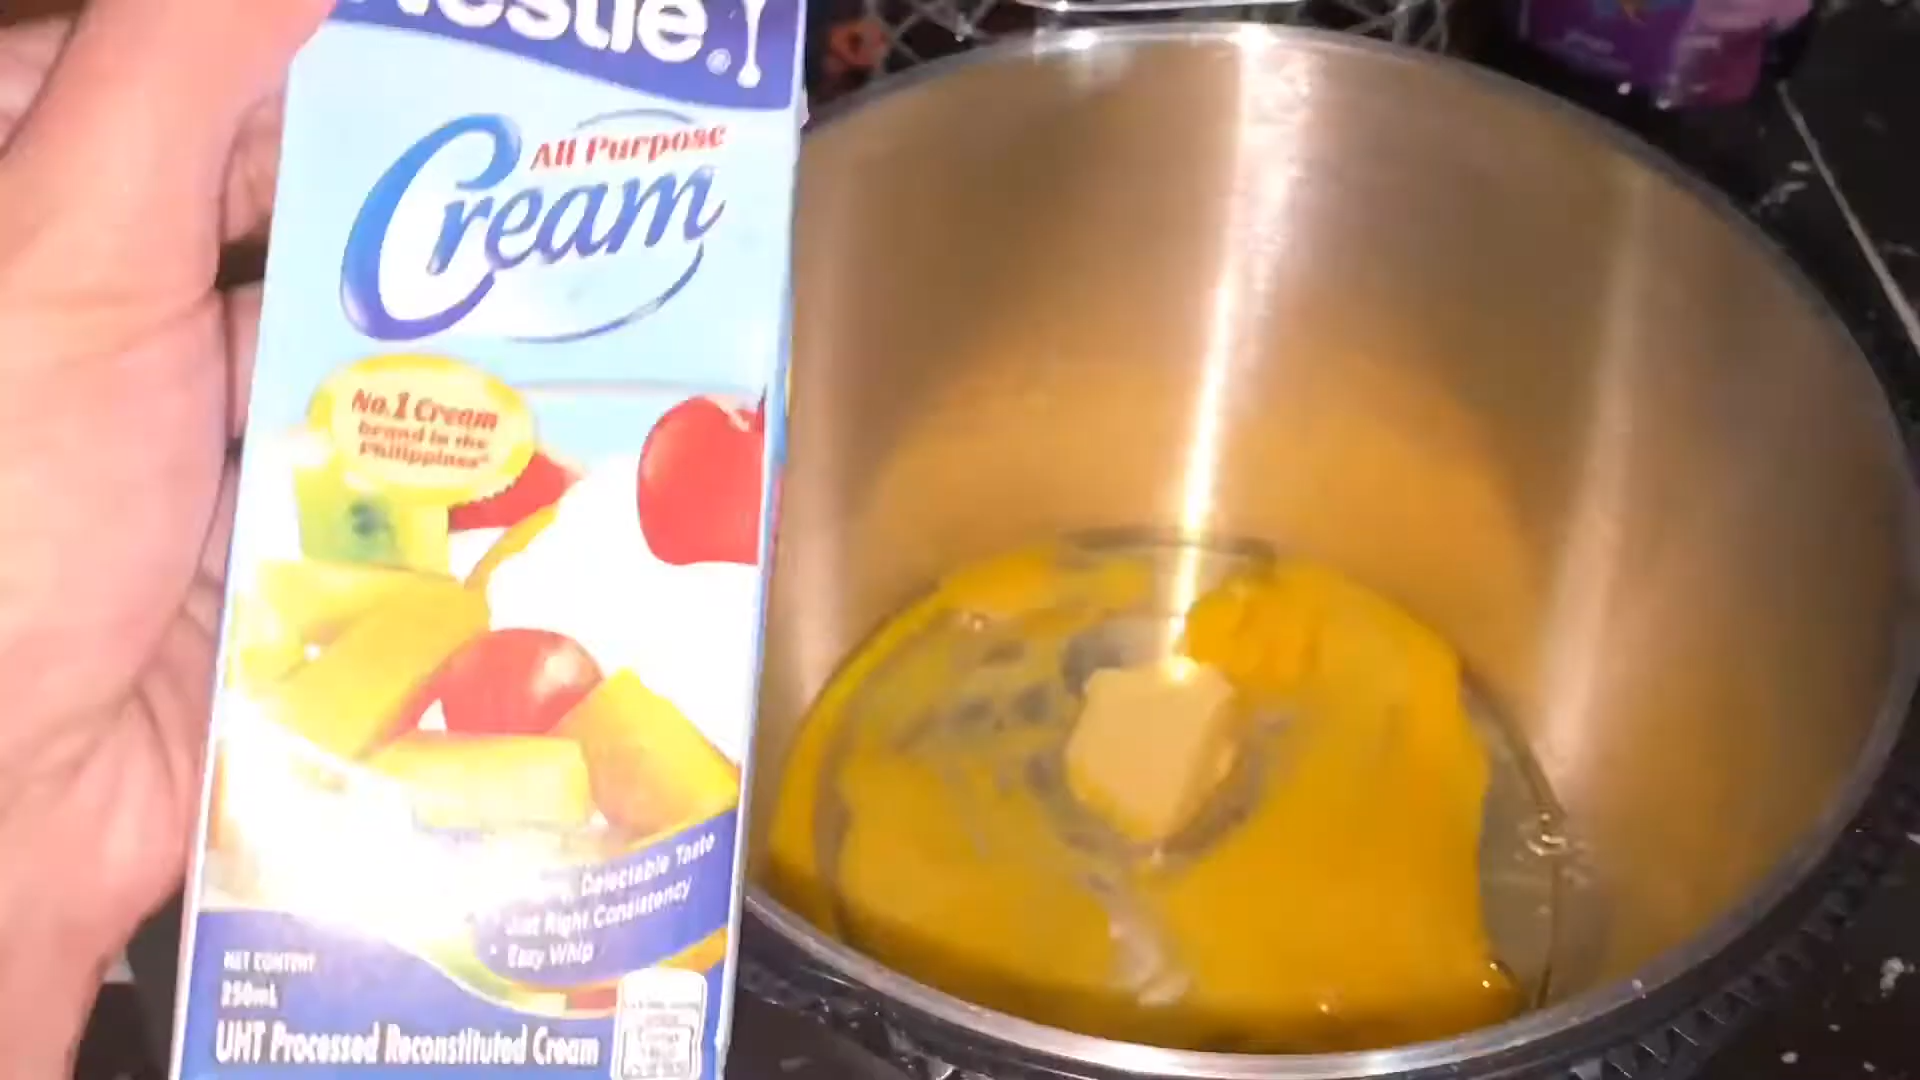 Nestlé
All Purpose
Cream
No.1 Cream
brand in the
Philippines*
Delectable Taste
Just Right Consistency
• Easy Whip
NET CONTENT
250mL
UHT Processed Reconstituted Cream